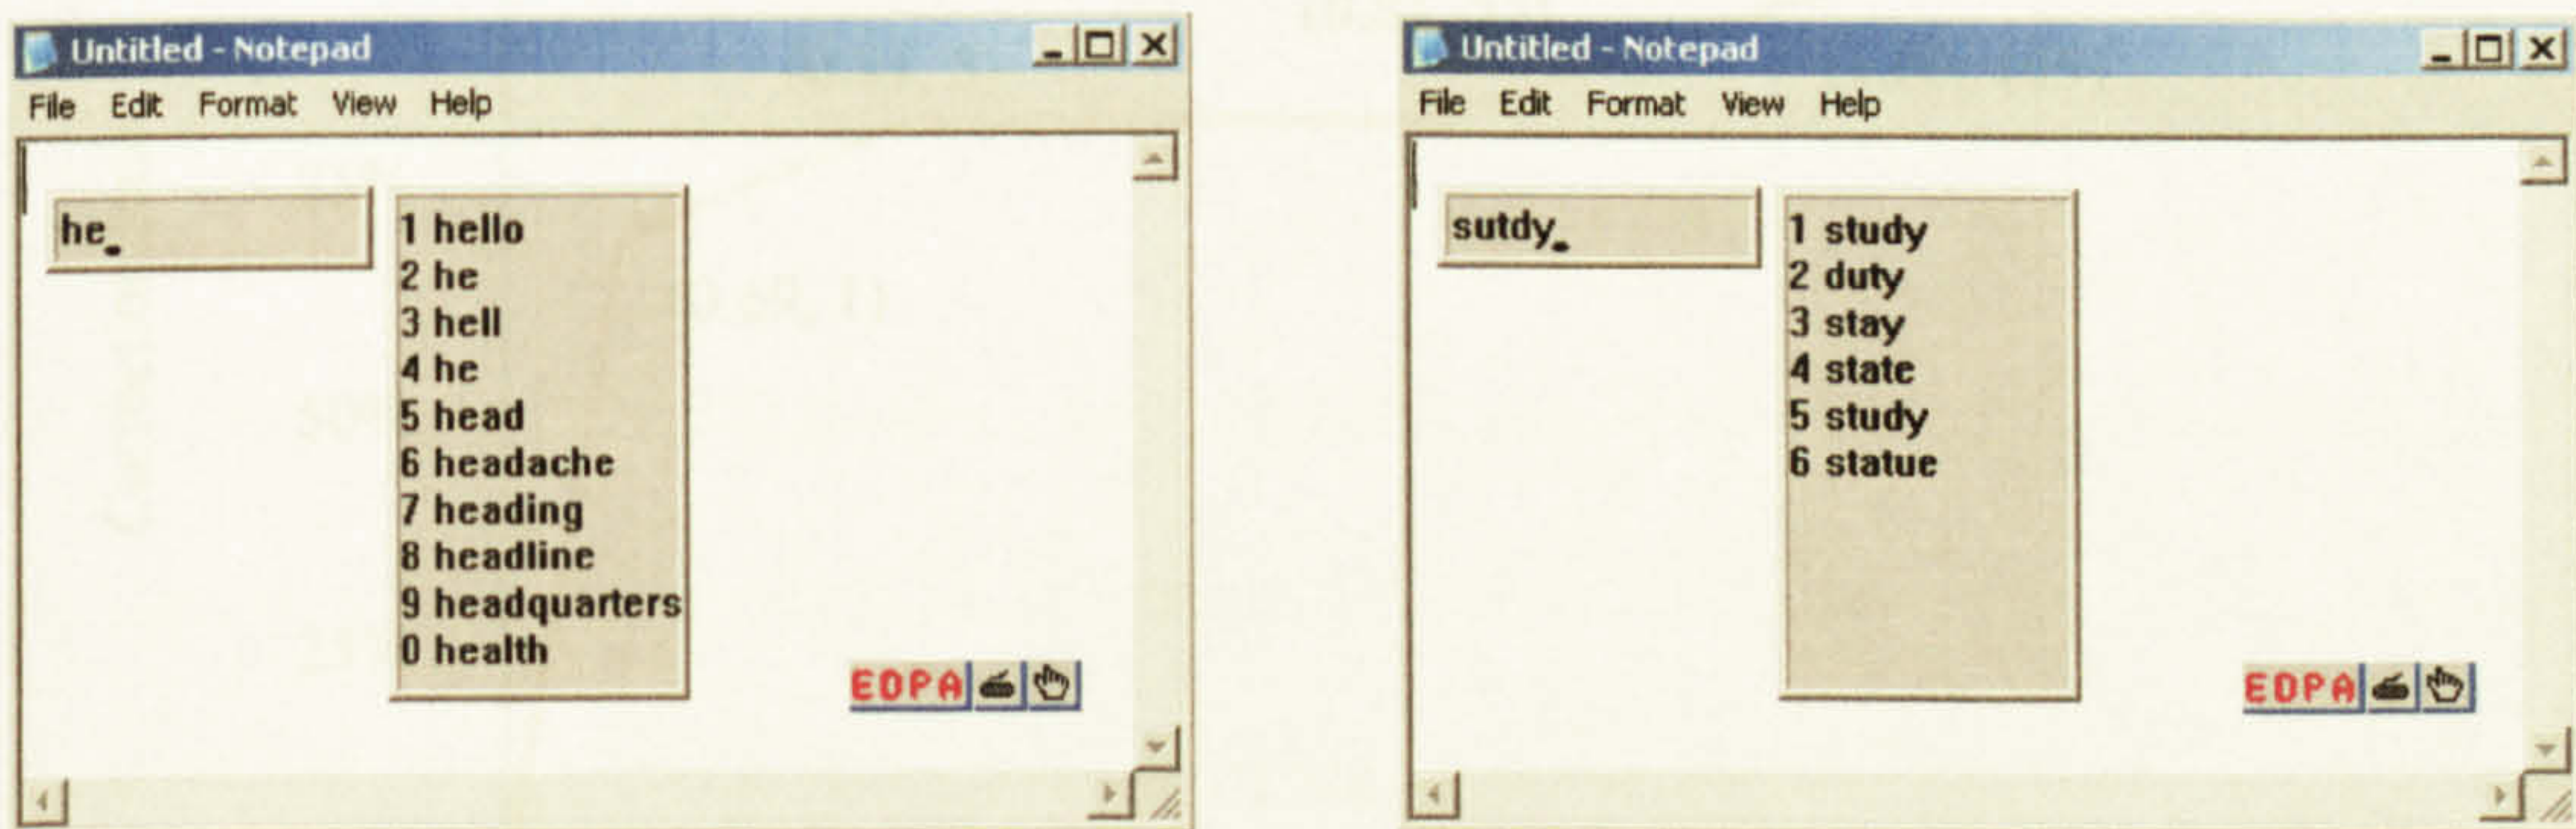 Untitled - Notepad
File Edit Format View Help
he
1 hello
2 he
3 hell
4 he
5 head
6 headache
7 heading
8 headline
9 headquarters
0 health
EDPA
Untitled - Notepad
File Edit Format View Help
sutdy
1 study
2 duty
3 stay
4 state
5 study
6 statue
EDPA